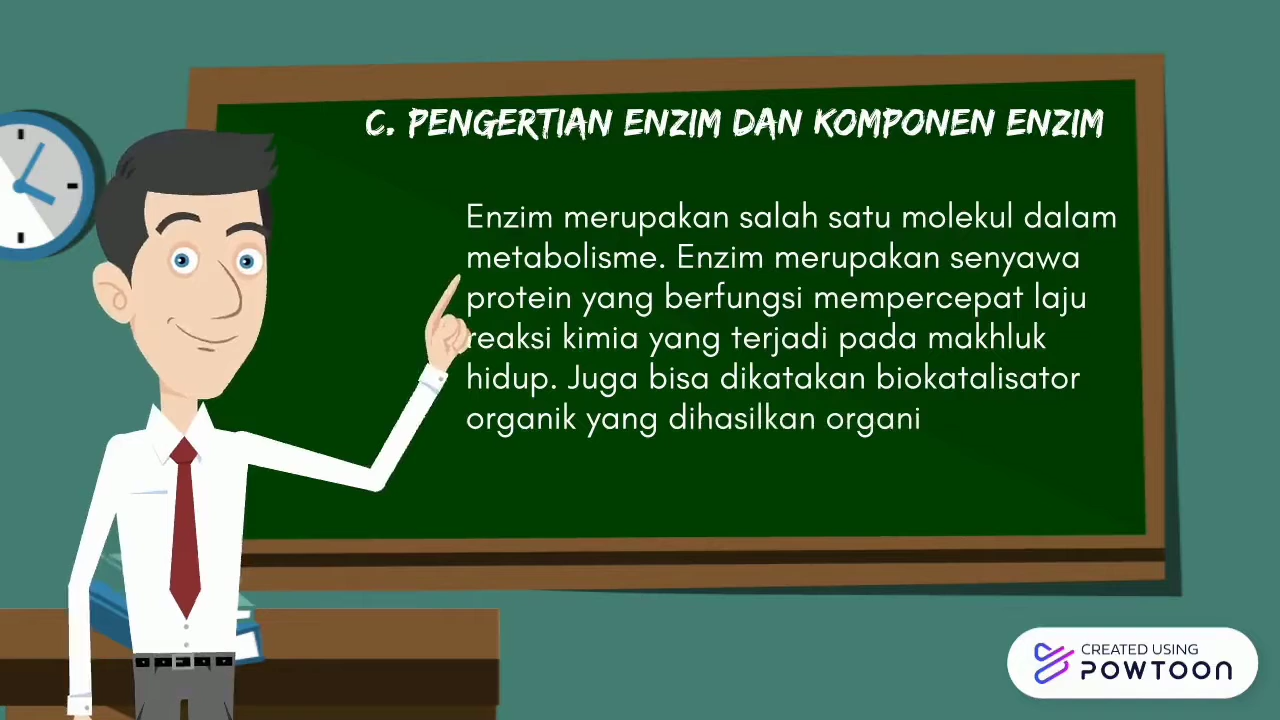 C. PENGERTIAN ENZIM DAN KOMPONEN ENZIM
Enzim merupakan salah satu molekul dalam
metabolisme. Enzim merupakan senyawa
protein yang berfungsi mempercepat laju
reaksi kimia yang terjadi pada makhluk
hidup. Juga bisa dikatakan biokatalisator
organik yang dihasilkan organi
CREATED USING
POWTOON